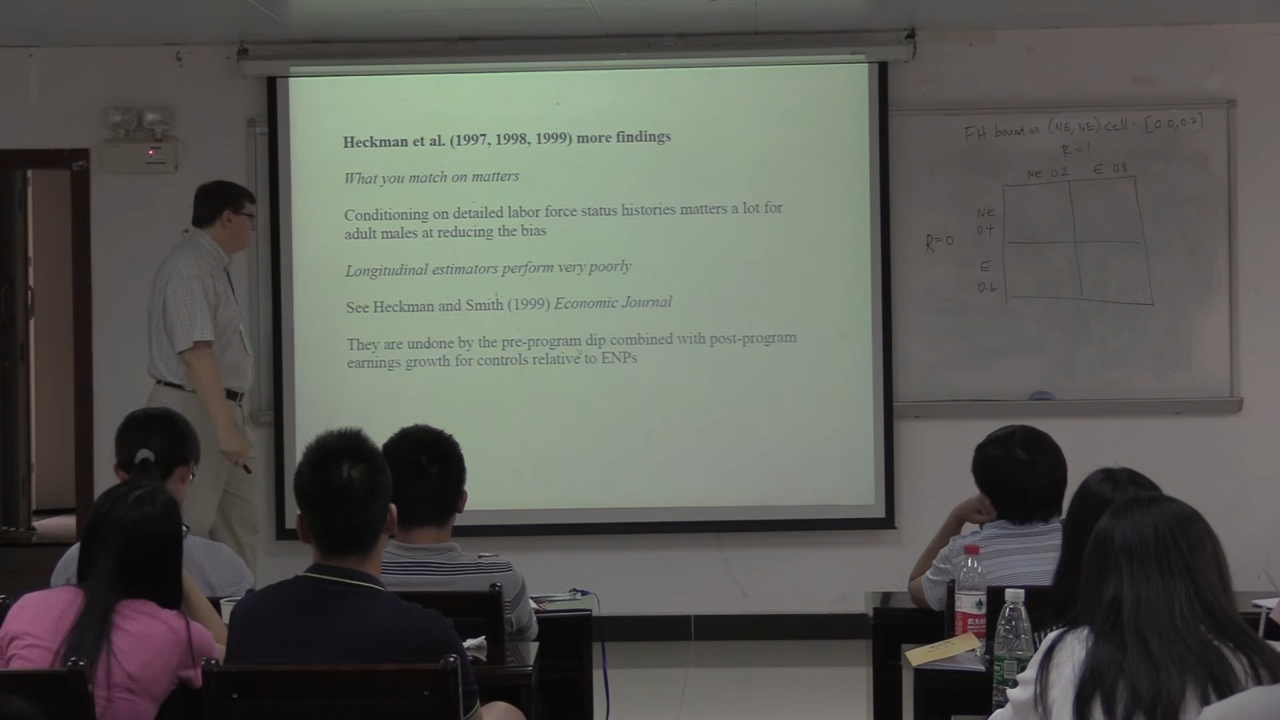 Heckman et al. (1997, 1998, 1999) more findings
What you match on matters
Conditioning on detailed labor force status histories matters a lot for
adult males at reducing the bias
Longitudinal estimators perform very poorly
See Heckman and Smith (1999) Economic Journal
They are undone by the pre-program dip combined with post-program
earnings growth for controls relative to ENPs
FH bound on (NE, NE) cell: [0.0, 0.2]
R=1
NE 0.2 E 0.8
NE
0.4
R=0
E
0.6